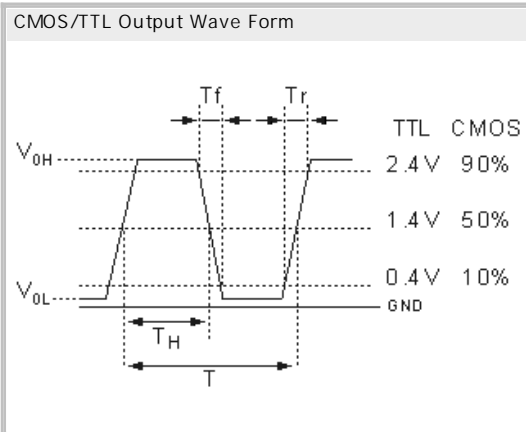 CMOS/TTL Output Wave Form
Tf Tr
TTL CMOS
V0H 2.4V 90%
1.4V 50%
0.4V 10%
V0L GND
TH
T